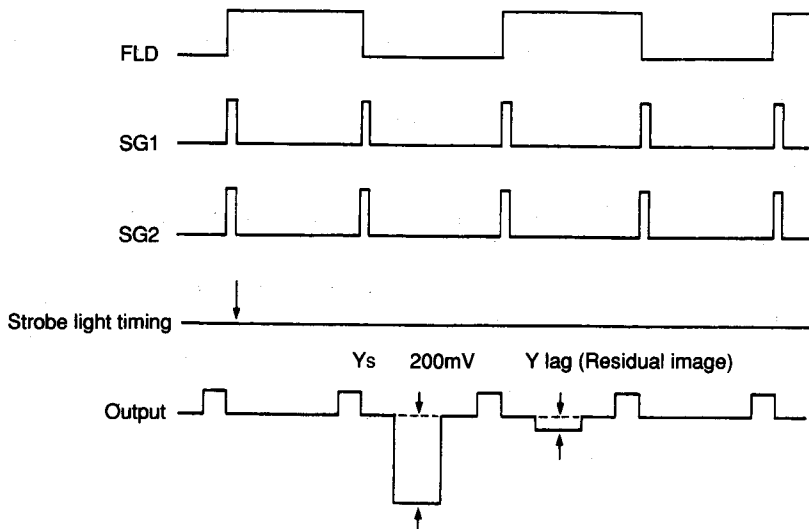 FLD
SG1
SG2
Strobe light timing
Ys 200mV Y lag (Residual image)
Output